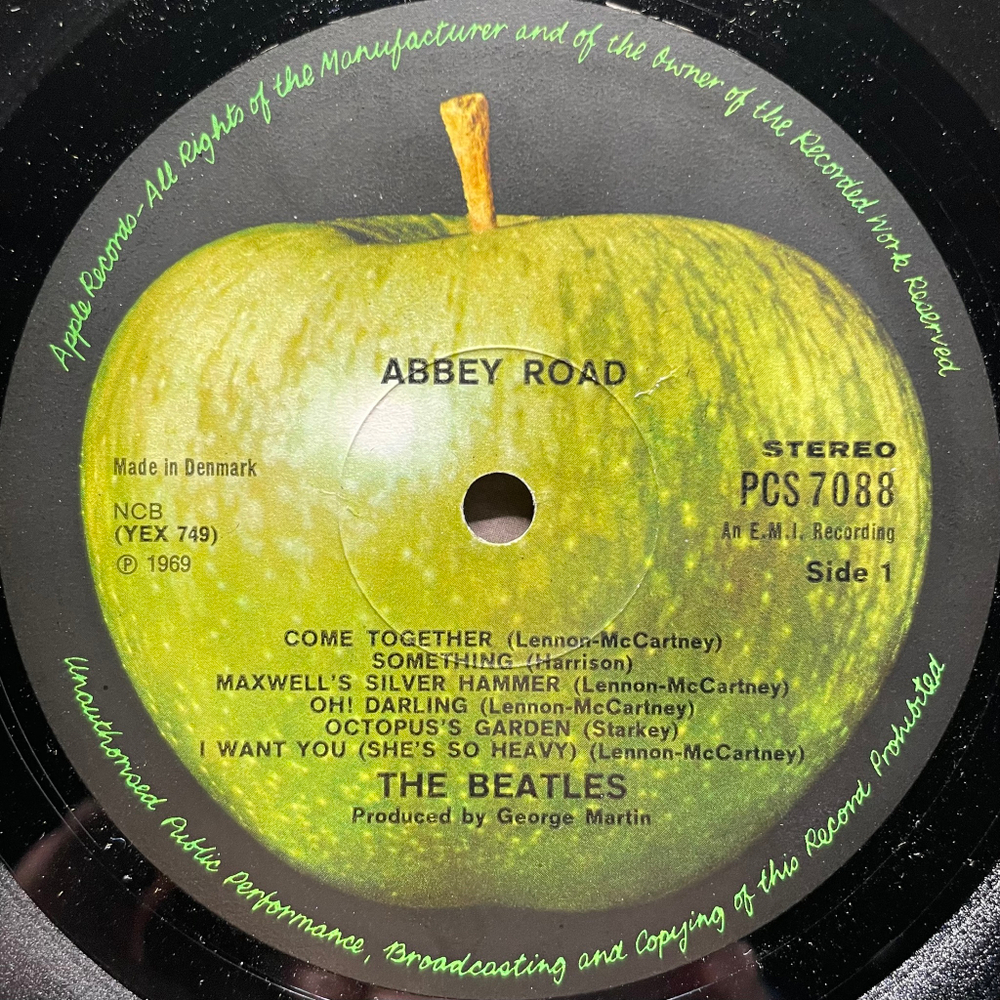 Apple Records - All Rights of the Manufacturer and of the Owner of the Recorded Work Reserved
ABBEY ROAD
Made in Denmark
NCB
(YEX 749)
℗ 1969
STEREO
PCS 7088
An E.M.I. Recording
Side 1
COME TOGETHER (Lennon-McCartney)
SOMETHING (Harrison)
MAXWELL'S SILVER HAMMER (Lennon-McCartney)
OH! DARLING (Lennon-McCartney)
OCTOPUS'S GARDEN (Starkey)
I WANT YOU (SHE'S SO HEAVY) (Lennon-McCartney)
THE BEATLES
Produced by George Martin
Unauthorised Public Performance, Broadcasting and Copying of this Record Prohibited